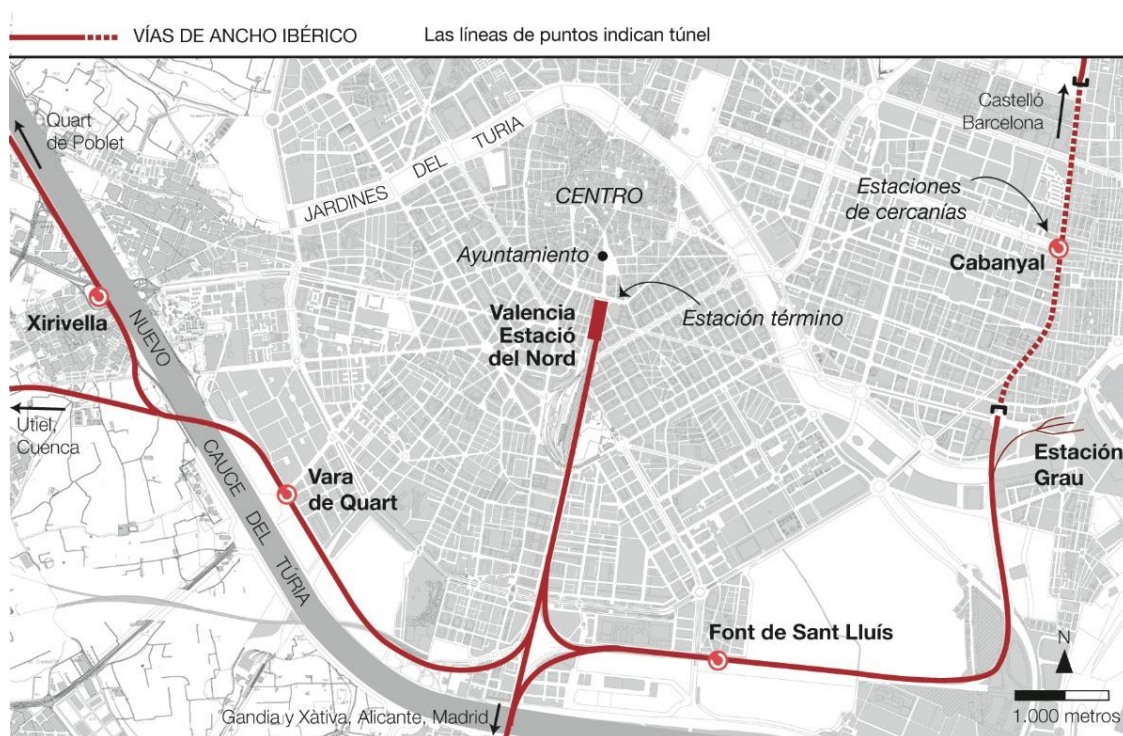 VÍAS DE ANCHO IBÉRICO
Las líneas de puntos indican túnel
Quart
de Poblet
Castelló
Barcelona
JARDINES DEL TURIA
CENTRO
Estaciones
de cercanías
Ayuntamiento
Cabanyal
Xirivella
Valencia
Estació
del Nord
Estación término
NUEVO CAUCE DEL TÚRIA
Utiel,
Cuenca
Vara
de Quart
Estación
Grau
Font de Sant Lluís
N
Gandia y Xàtiva, Alicante, Madrid
1.000 metros